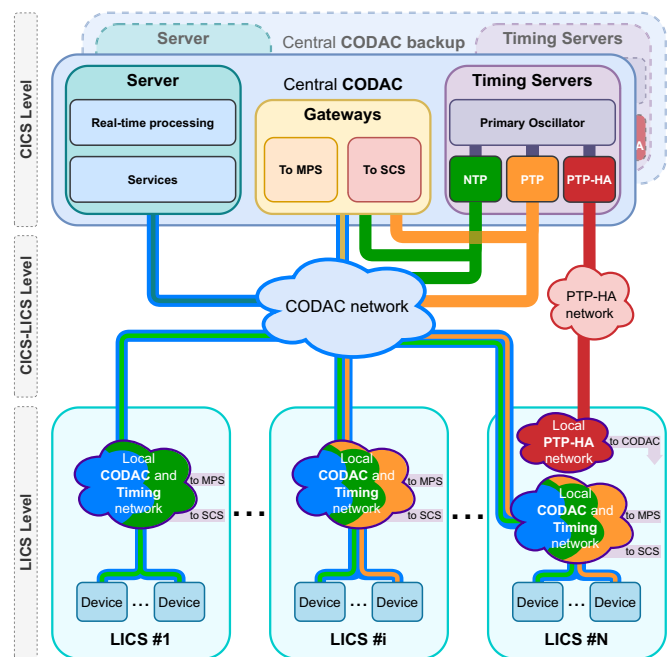 Server
Central CODAC backup
Timing Servers
CICS Level
Server
Central CODAC
Timing Servers
Real-time processing
Services
Gateways
To MPS
To SCS
Primary Oscillator
NTP
PTP
PTP-HA
CICS-LICS Level
CODAC network
PTP-HA
network
LICS Level
Local
CODAC and
Timing
network
to MPS
to SCS
Device
...
Device
LICS #1
...
Local
CODAC and
Timing
network
to MPS
to SCS
Device
...
Device
LICS #i
...
Local
PTP-HA
network
to CODAC
Local
CODAC and
Timing
network
to MPS
to SCS
Device
...
Device
LICS #N